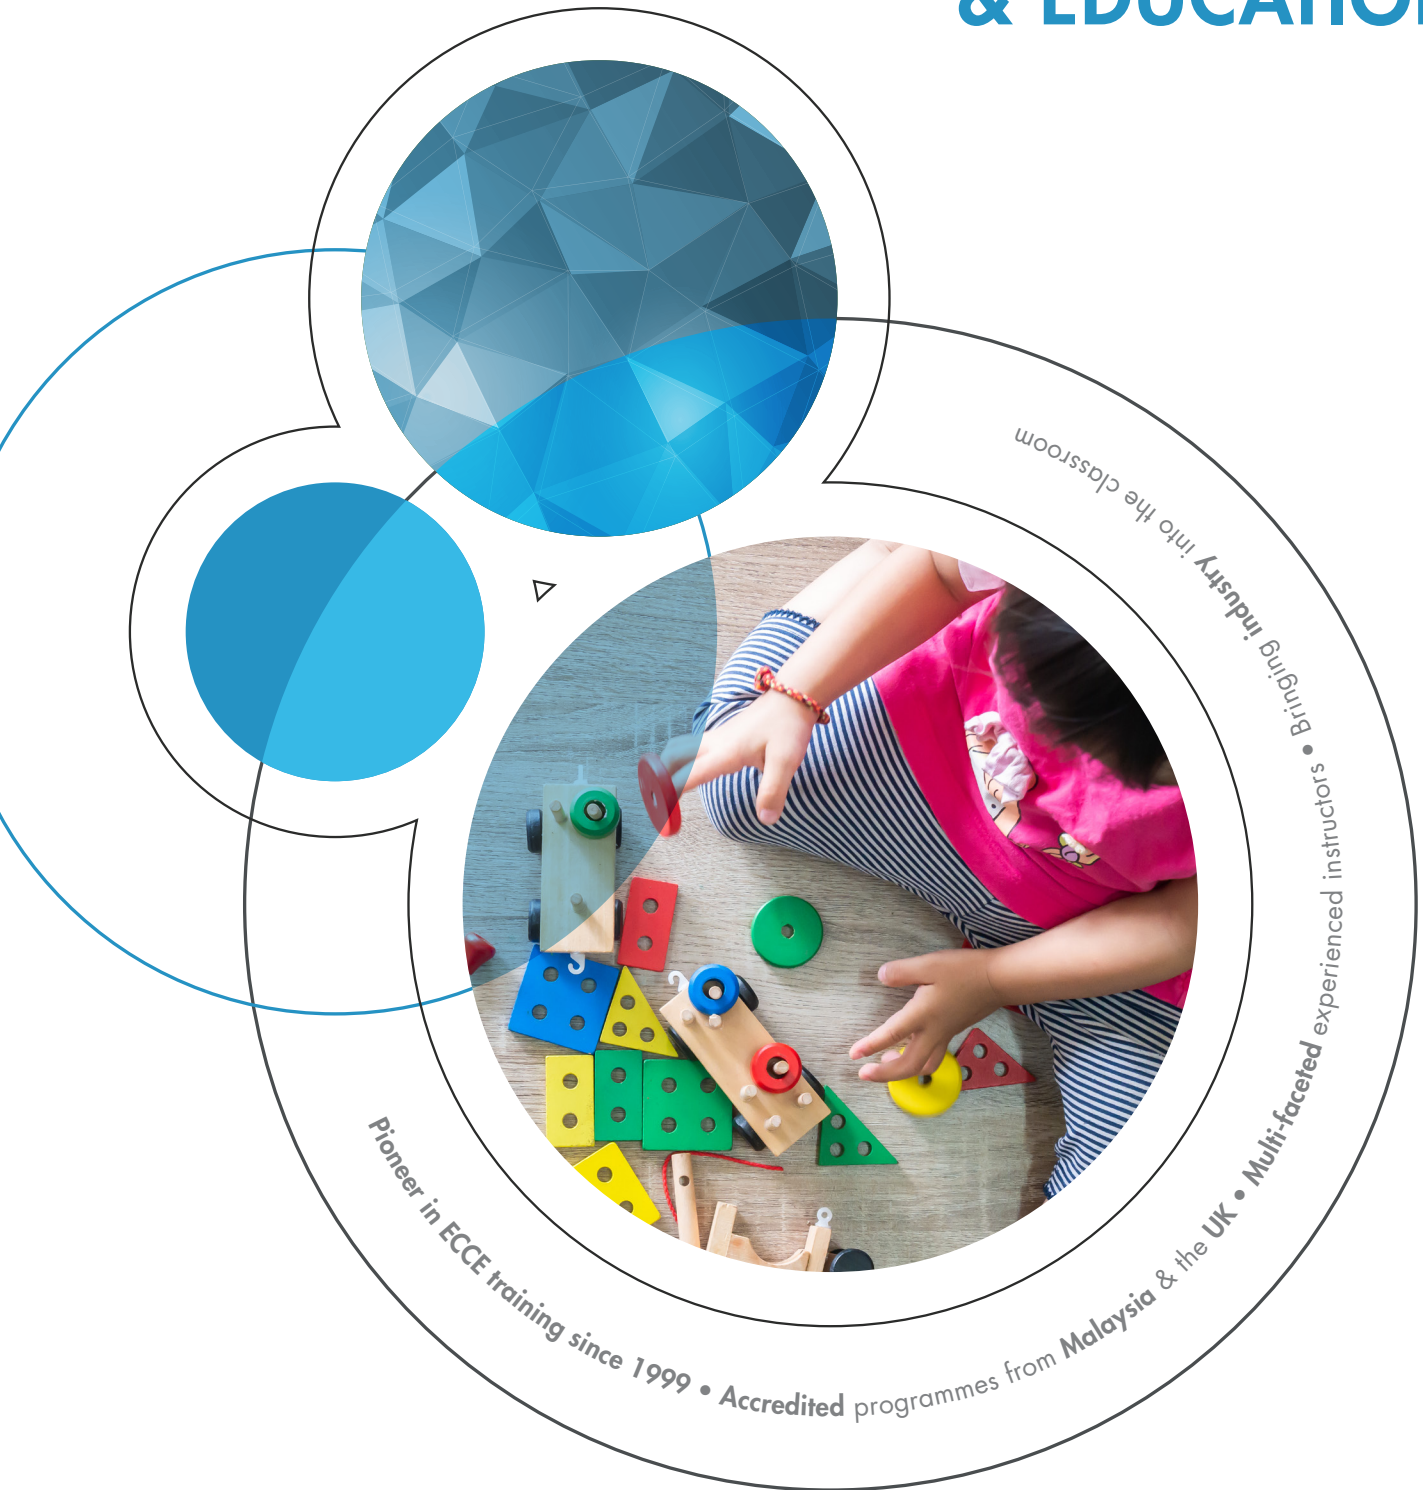 & EDUCATION
Pioneer in ECCE training since 1999 • Accredited programmes from Malaysia & the UK • Multi-faceted experienced instructors • Bringing industry into the classroom